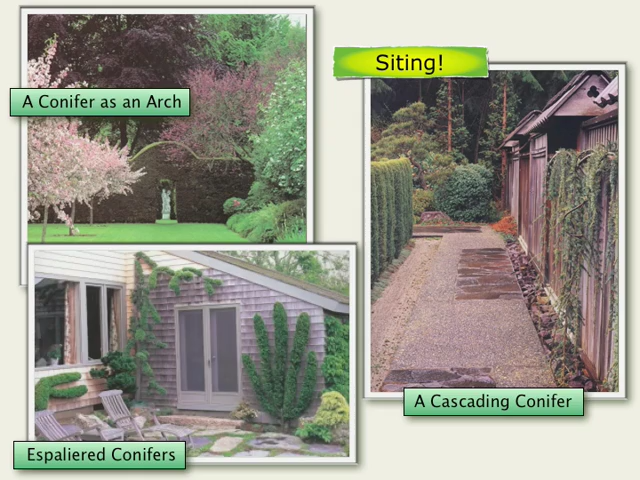 Siting!
A Conifer as an Arch
A Cascading Conifer
Espaliered Conifers